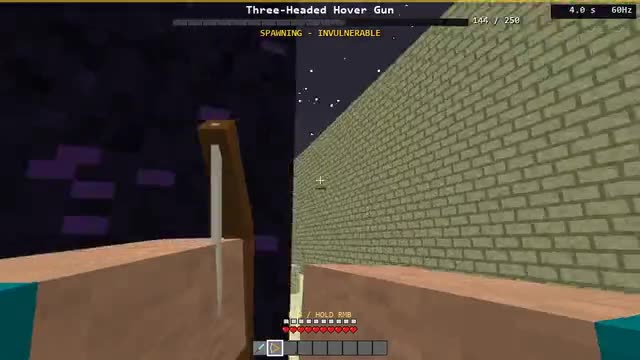 Three-Headed Hover Gun
144 / 250
4.0 s 60Hz
SPAWNING - INVULNERABLE
/ HOLD RMB